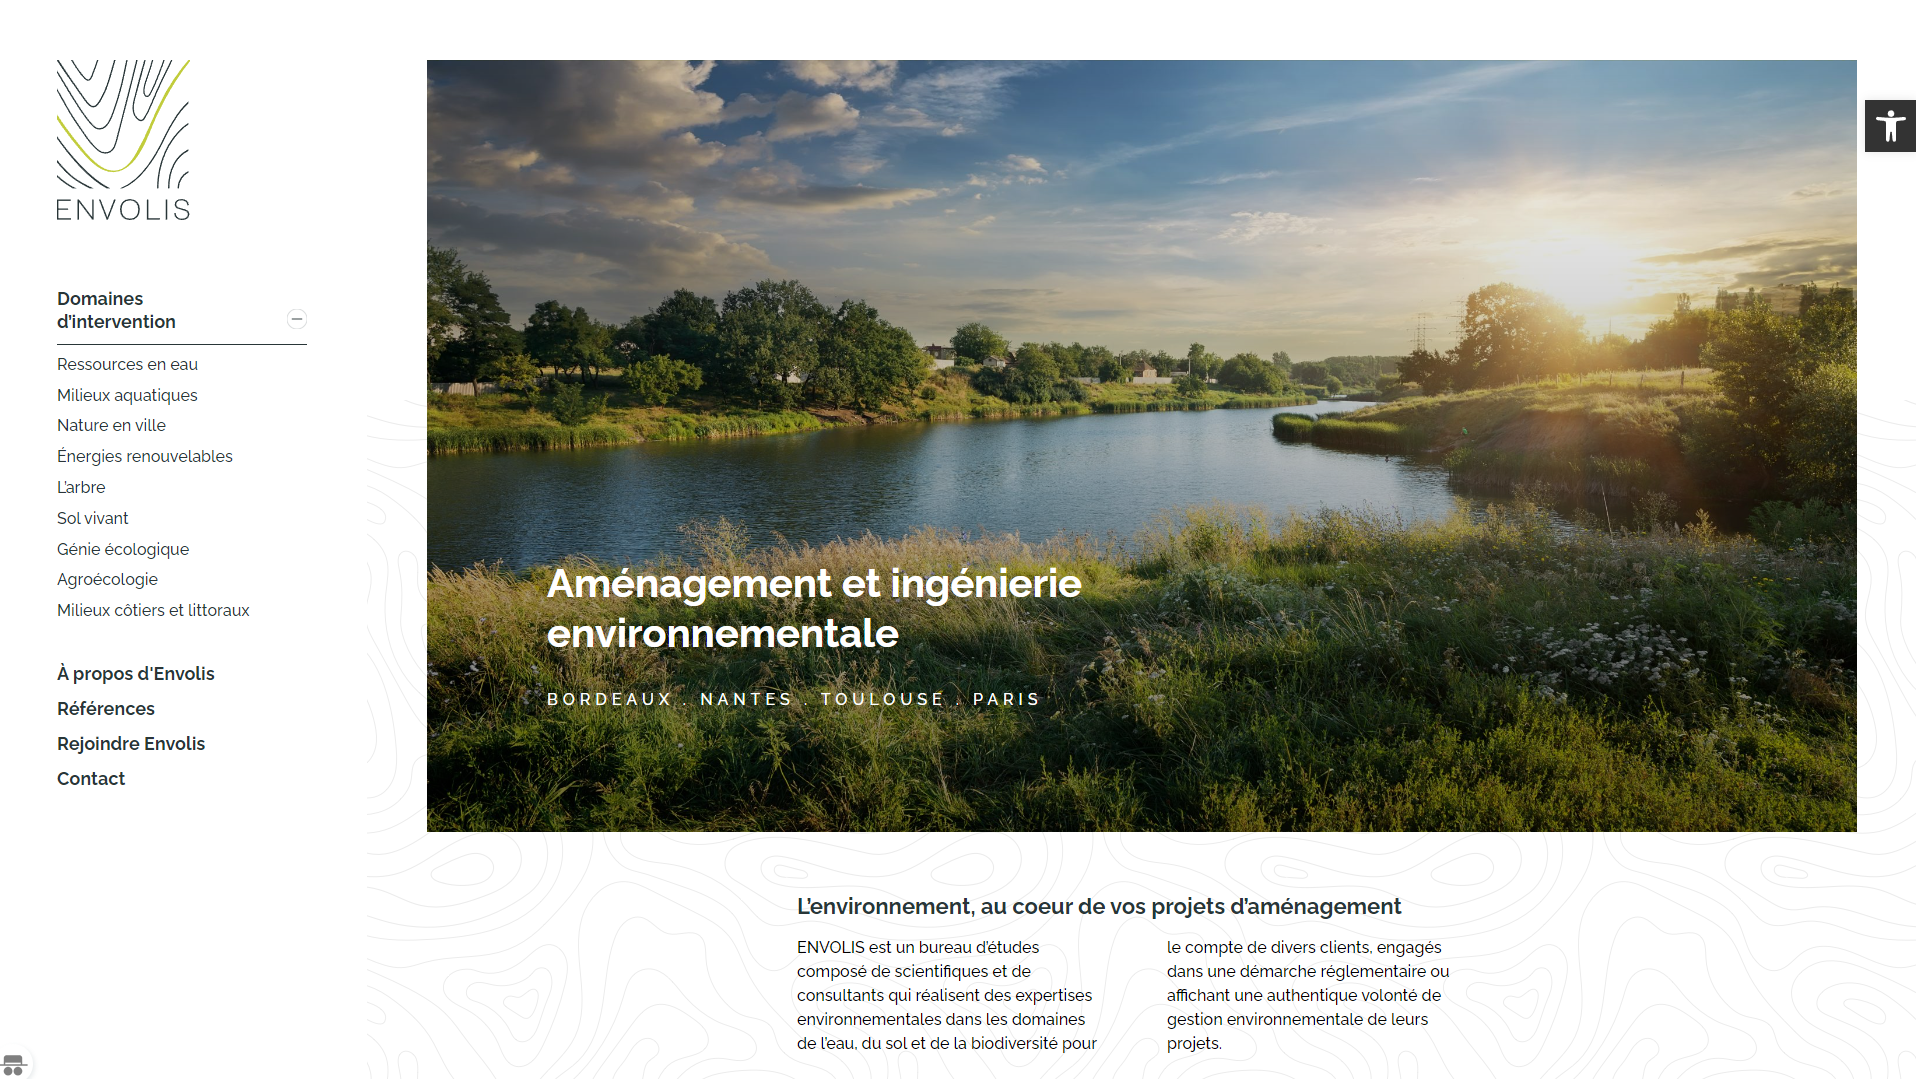 ENVOLIS
Domaines
d’intervention
Ressources en eau
Milieux aquatiques
Nature en ville
Énergies renouvelables
L’arbre
Sol vivant
Génie écologique
Agroécologie
Milieux côtiers et littoraux
À propos d'Envolis
Références
Rejoindre Envolis
Contact
Aménagement et ingénierie
environnementale
BORDEAUX . NANTES . TOULOUSE . PARIS
L’environnement, au coeur de vos projets d’aménagement
ENVOLIS est un bureau d’études
composé de scientifiques et de
consultants qui réalisent des expertises
environnementales dans les domaines
de l’eau, du sol et de la biodiversité pour
le compte de divers clients, engagés
dans une démarche réglementaire ou
affichant une authentique volonté de
gestion environnementale de leurs
projets.